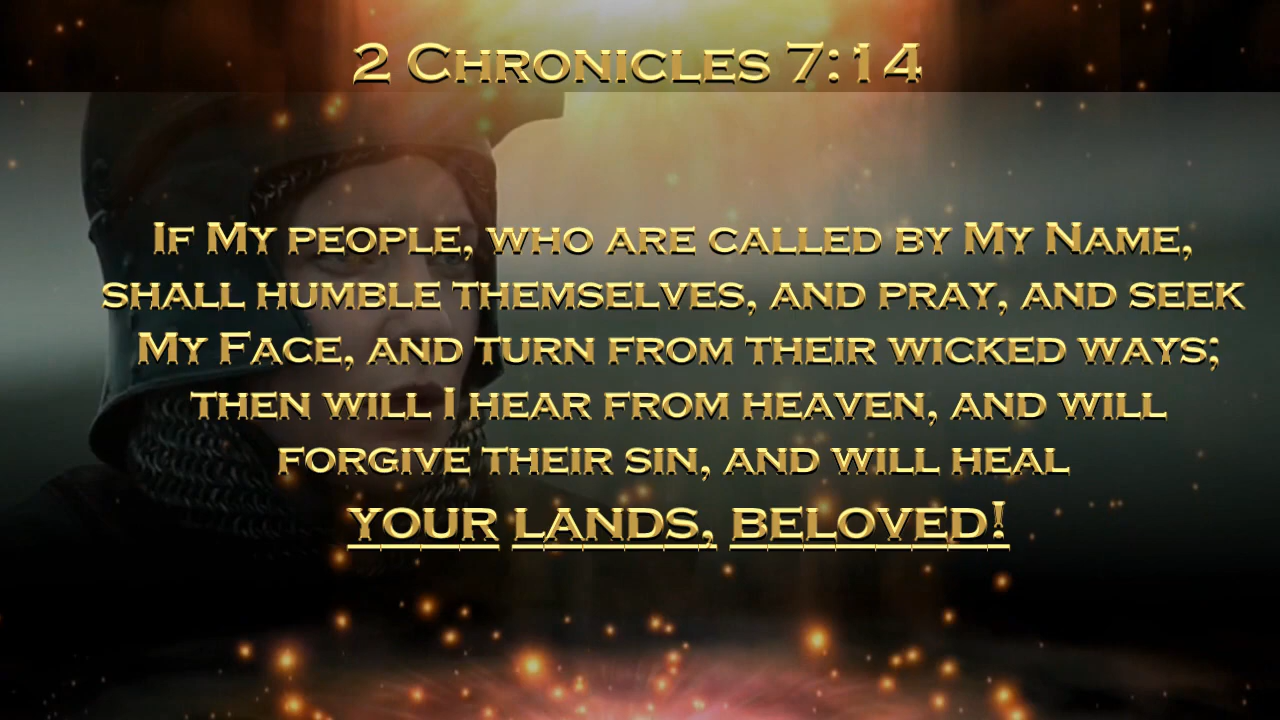 2 Chronicles 7:14
If My people, who are called by My Name,
shall humble themselves, and pray, and seek
My Face, and turn from their wicked ways;
then will I hear from heaven, and will
forgive their sin, and will heal
your lands, beloved!